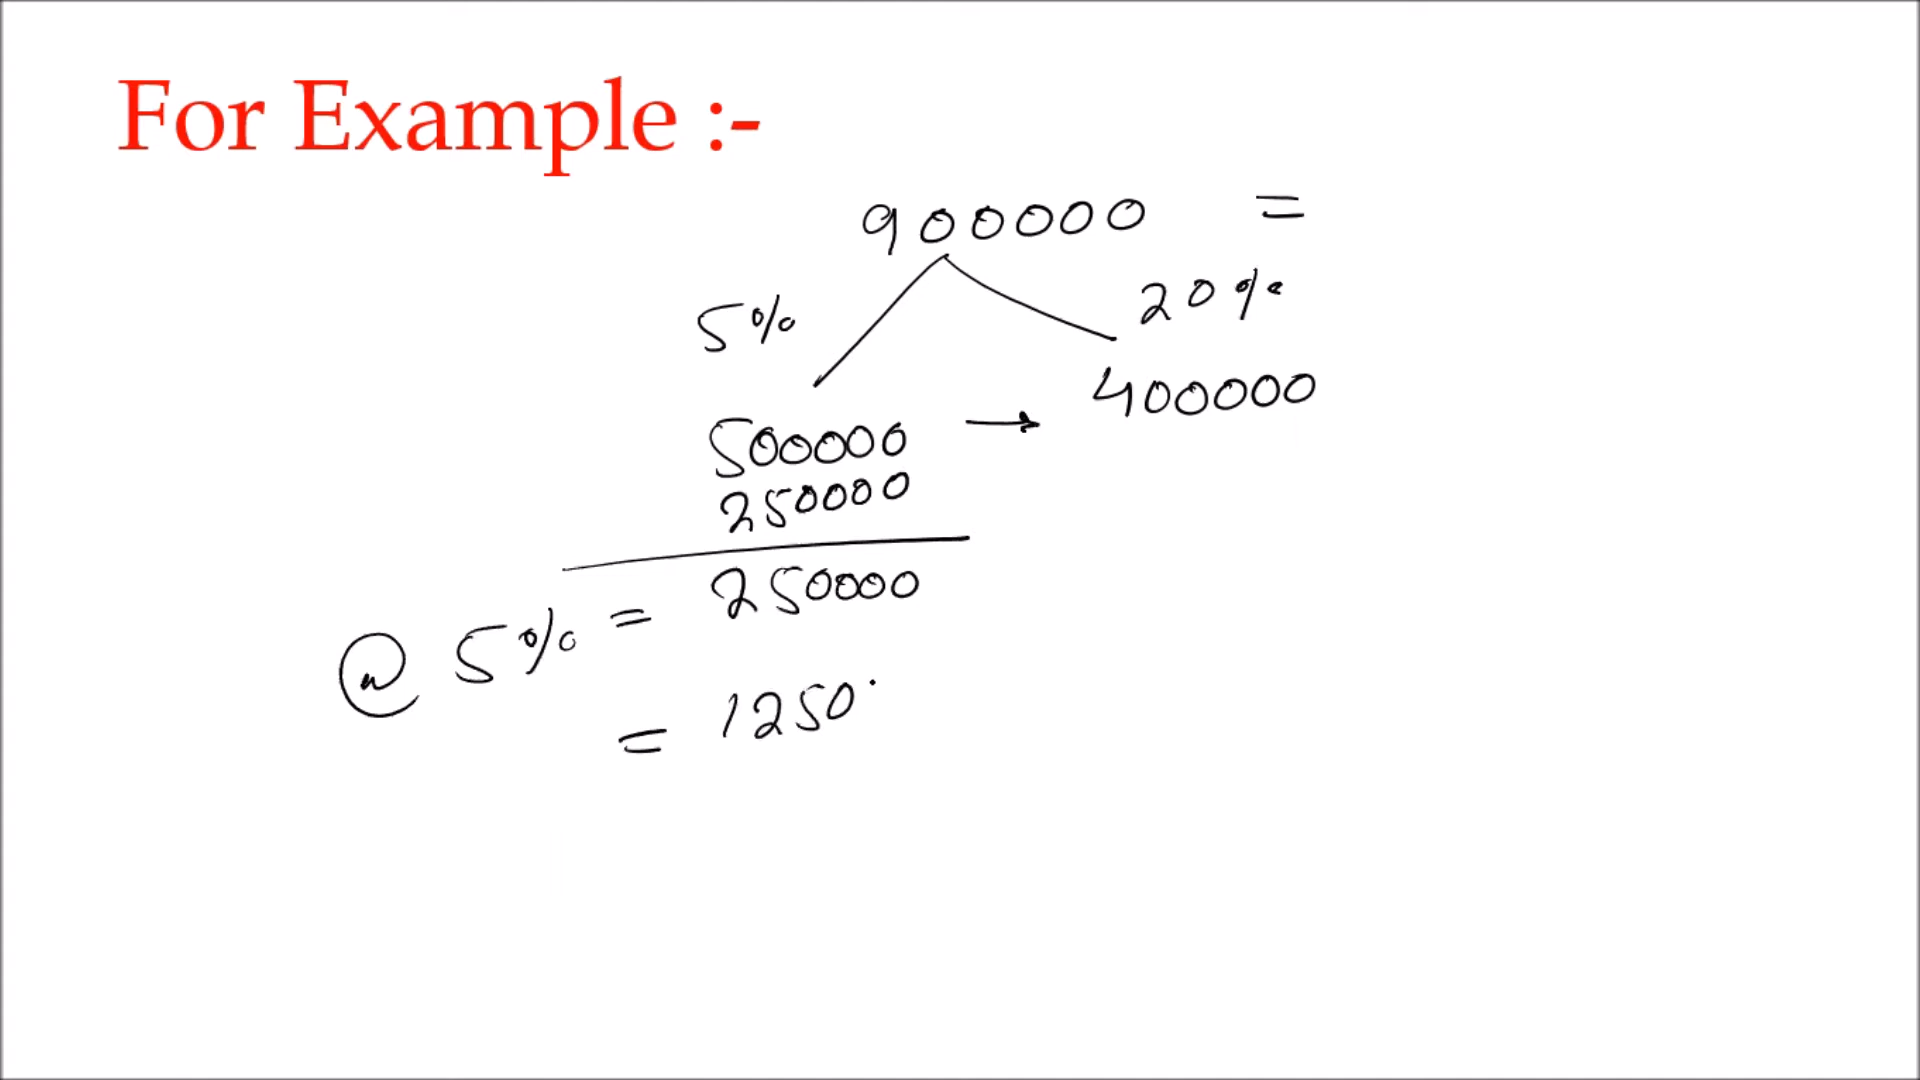 For Example :-
900000 =
5% 20%
500000 → 400000
250000
250000
@ 5% =
= 1250